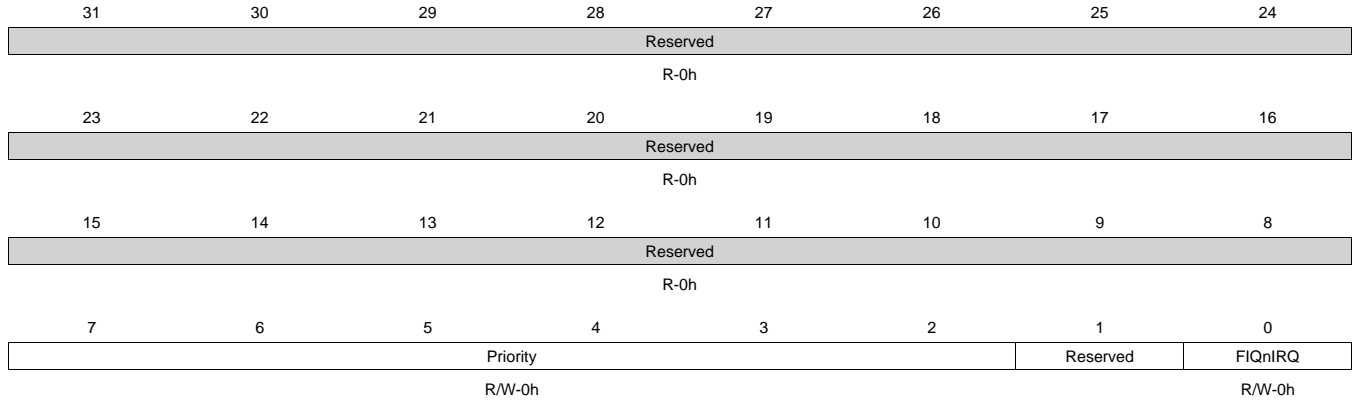 31 30 29 28 27 26 25 24
Reserved
R-0h
23 22 21 20 19 18 17 16
Reserved
R-0h
15 14 13 12 11 10 9 8
Reserved
R-0h
7 6 5 4 3 2 1 0
Priority Reserved FIQnIRQ
R/W-0h R/W-0h